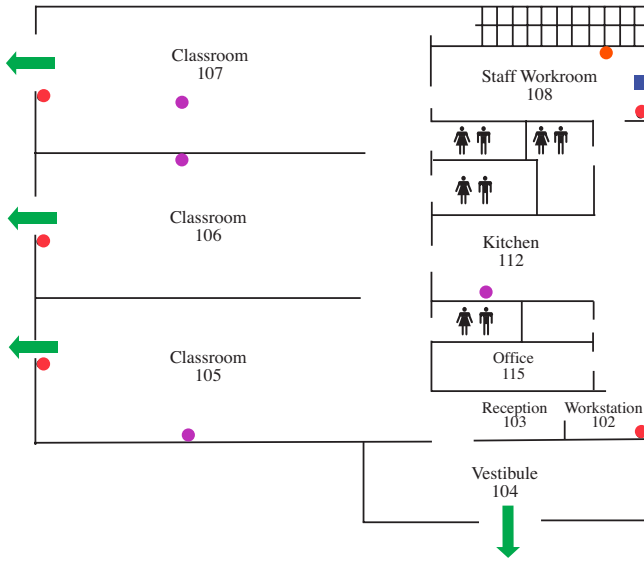 Classroom
107
Staff Workroom
108
Classroom
106
Kitchen
112
Classroom
105
Office
115
Reception
103
Workstation
102
Vestibule
104